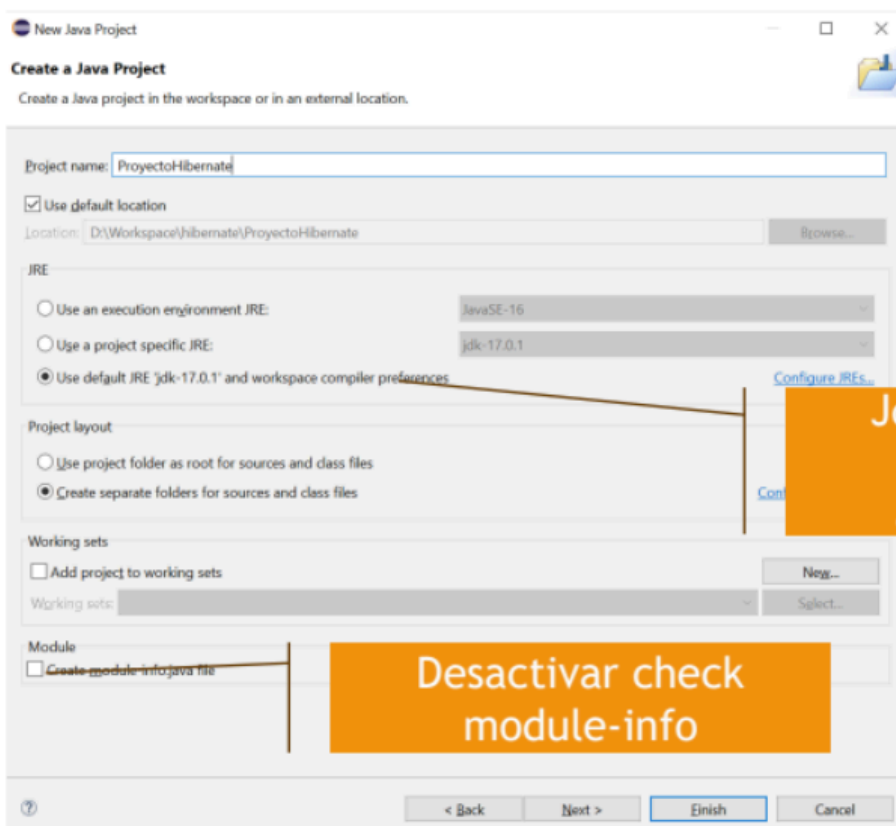 New Java Project
Create a Java Project
Create a Java project in the workspace or in an external location.
Project name: ProyectoHibernate
Use default location
Location: D:\Workspace\hibernate\ProyectoHibernate Browse...
JRE
Use an execution environment JRE: JavaSE-16
Use a project specific JRE: jdk-17.0.1
Use default JRE 'jdk-17.0.1' and workspace compiler preferences Configure JREs...
Project layout
Use project folder as root for sources and class files
Create separate folders for sources and class files
Working sets
Add project to working sets New...
Working sets: Select...
Module
Create module-info.java file
Desactivar check
module-info
< Back Next > Finish Cancel